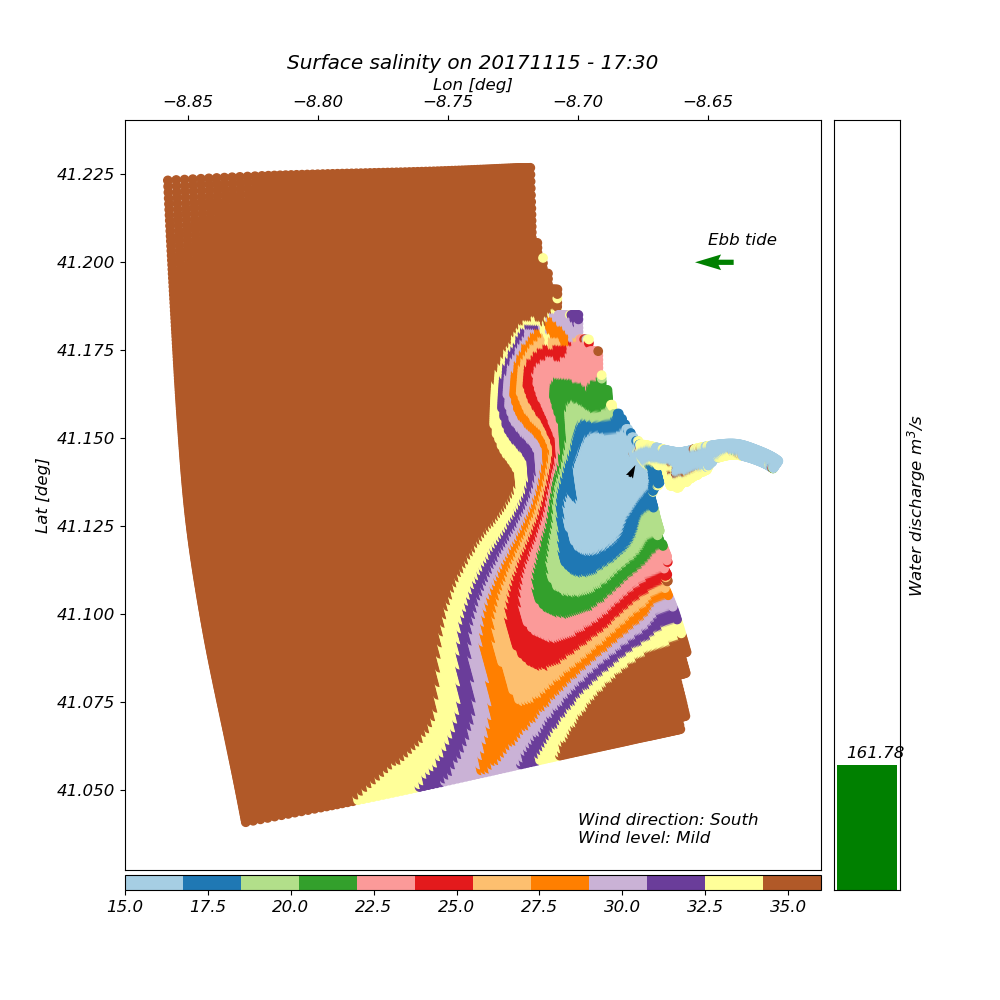 Surface salinity on 20171115 - 17:30
Lon [deg]
−8.85 −8.80 −8.75 −8.70 −8.65
41.225
41.200
41.175
41.150
41.125
41.100
41.075
41.050
Lat [deg]
Ebb tide
Wind direction: South
Wind level: Mild
15.0 17.5 20.0 22.5 25.0 27.5 30.0 32.5 35.0
161.78
Water discharge m³/s